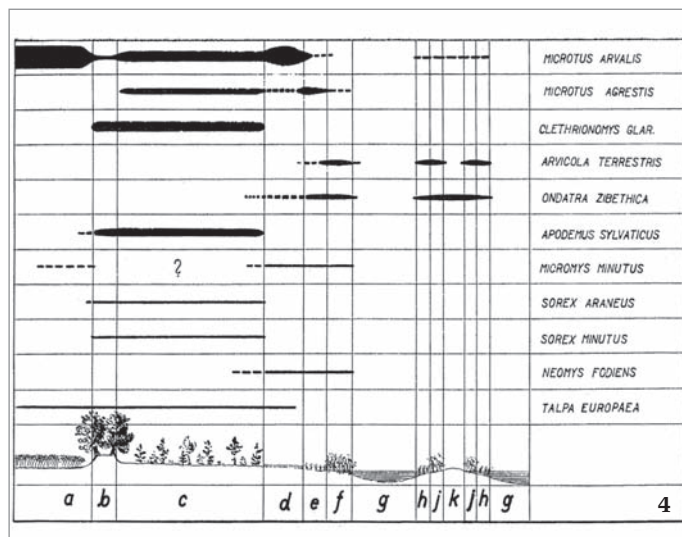 MICROTUS ARVALIS
MICROTUS AGRESTIS
CLETHRIONOMYS GLAR.
ARVICOLA TERRESTRIS
ONDATRA ZIBETHICA
APODEMUS SYLVATICUS
? MICROMYS MINUTUS
SOREX ARANEUS
SOREX MINUTUS
NEOMYS FODIENS
TALPA EUROPAEA
a b c d e f g h j k j h g 4